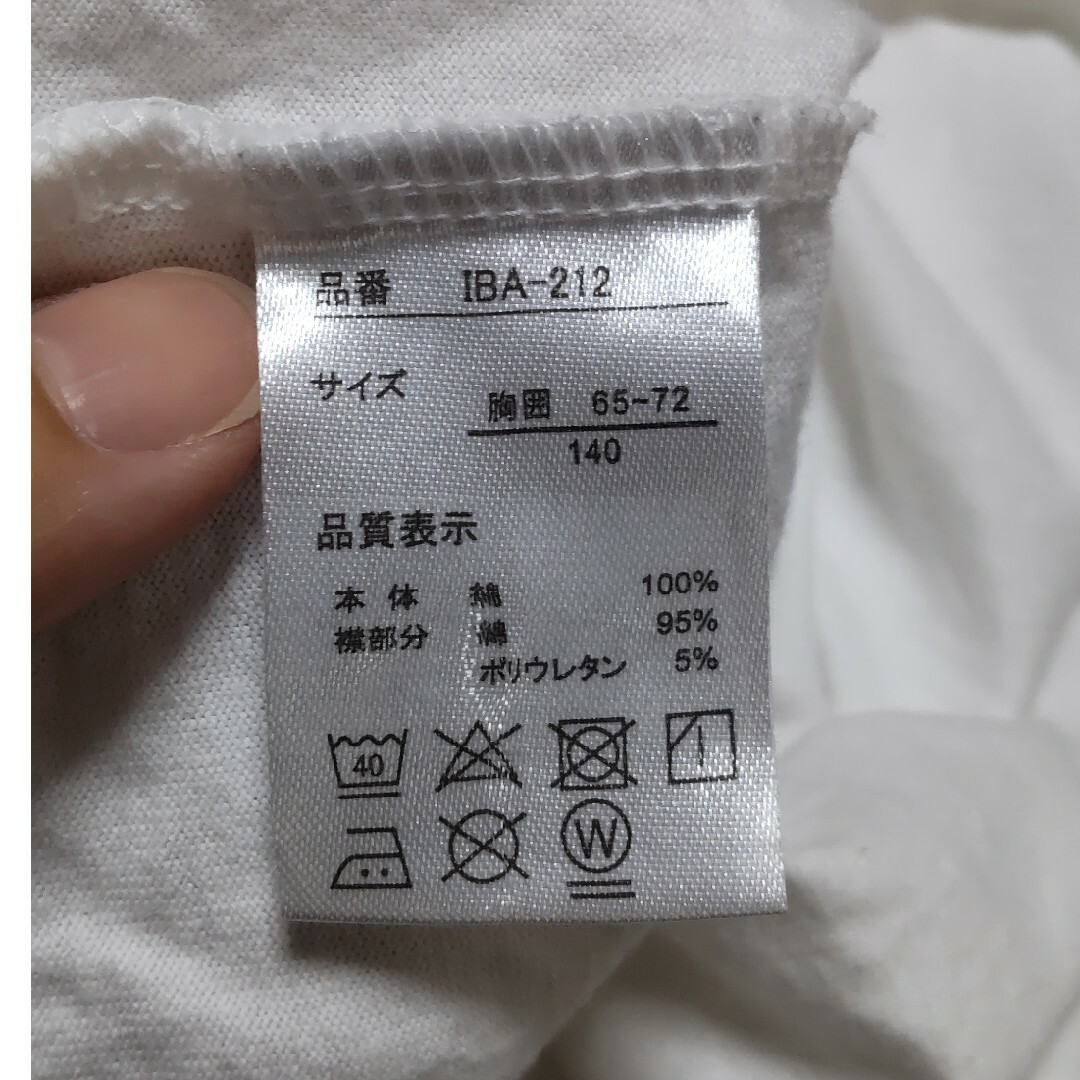 品番 IBA-212
サイズ
胸囲 65-72
140
品質表示
本体 綿 100%
襟部分 綿 95%
ポリウレタン 5%
40
W